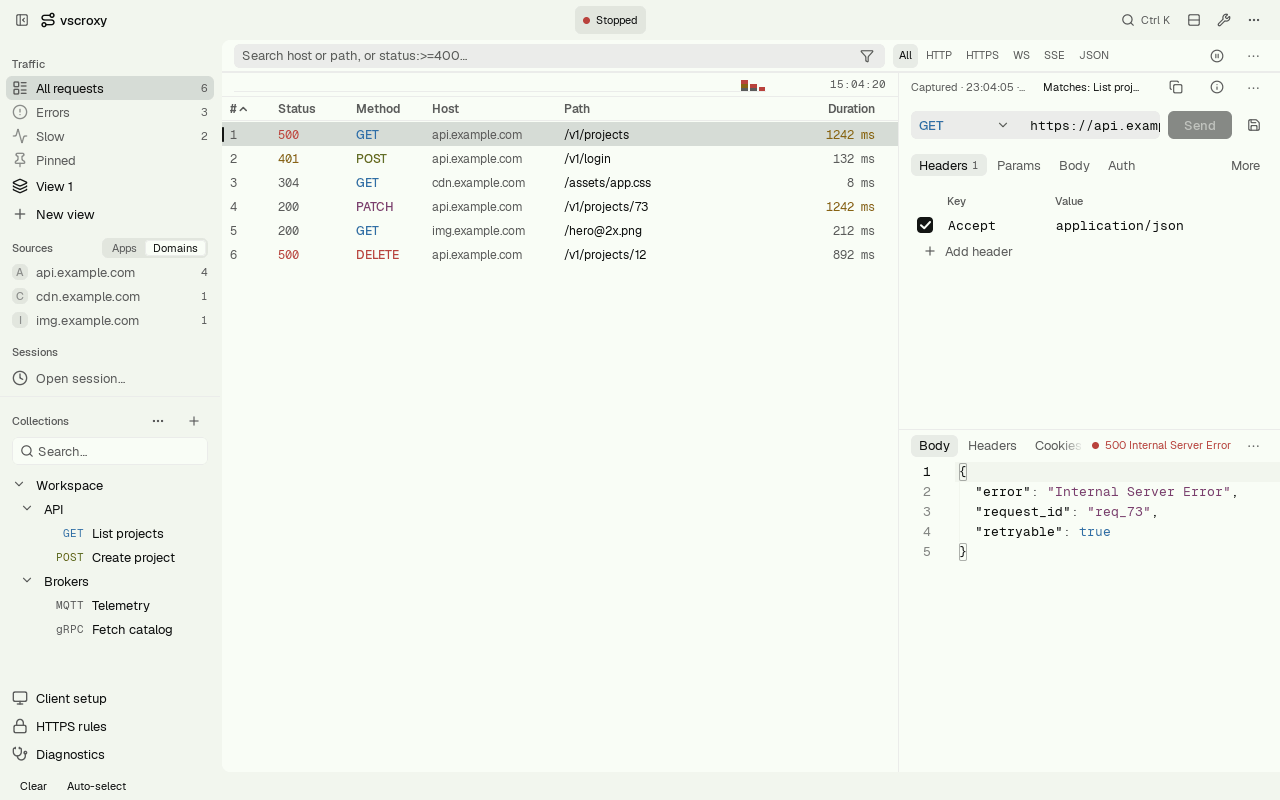 vscroxy
Stopped
Ctrl K
Traffic
All requests 6
Errors 3
Slow 2
Pinned
View 1
New view
Sources Apps Domains
A api.example.com 4
C cdn.example.com 1
I img.example.com 1
Sessions
Open session…
Collections
Search…
Workspace
API
GET List projects
POST Create project
Brokers
MQTT Telemetry
gRPC Fetch catalog
Client setup
HTTPS rules
Diagnostics
Clear Auto-select
Search host or path, or status:>=400…
All HTTP HTTPS WS SSE JSON
15:04:20
# Status Method Host Path Duration
1 500 GET api.example.com /v1/projects 1242 ms
2 401 POST api.example.com /v1/login 132 ms
3 304 GET cdn.example.com /assets/app.css 8 ms
4 200 PATCH api.example.com /v1/projects/73 1242 ms
5 200 GET img.example.com /hero@2x.png 212 ms
6 500 DELETE api.example.com /v1/projects/12 892 ms
Captured · 23:04:05 ·… Matches: List proj…
GET https://api.examp Send
Headers 1 Params Body Auth More
Key Value
Accept application/json
Add header
Body Headers Cookies 500 Internal Server Error
1 {
2 "error": "Internal Server Error",
3 "request_id": "req_73",
4 "retryable": true
5 }